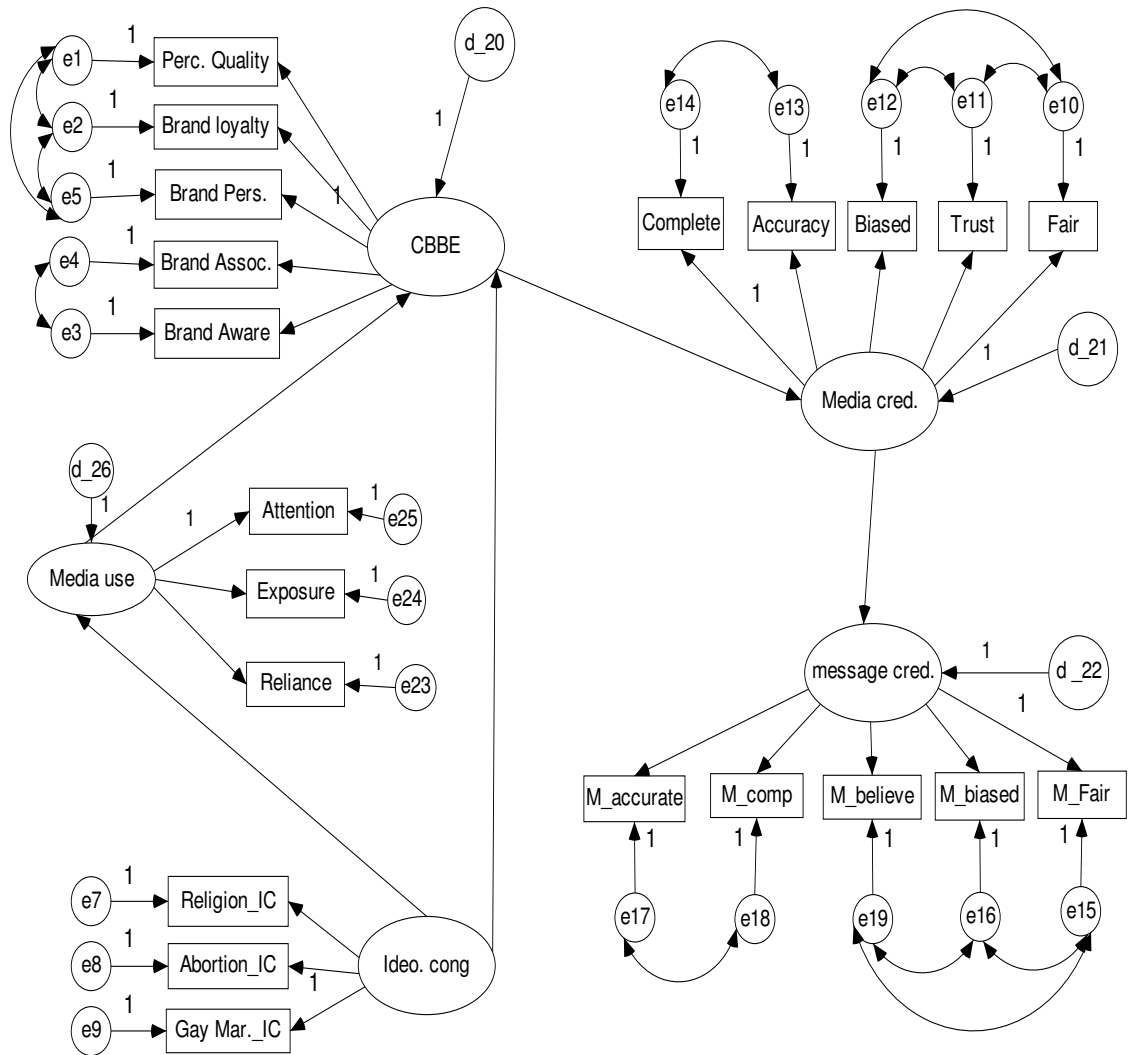 1
e1
Perc. Quality
1
e2
Brand loyalty
1
e5
Brand Pers.
1
e4
Brand Assoc.
1
e3
Brand Aware
d_20
1
1
CBBE
e14
e13
e12
e11
e10
1
1
1
1
1
Complete
Accuracy
Biased
Trust
Fair
1
1
d_21
Media cred.
d_26
1
Media use
1
Attention
1
e25
Exposure
1
e24
Reliance
1
e23
message cred.
1
d _22
1
M_accurate
M_comp
M_believe
M_biased
M_Fair
1
1
1
1
1
e17
e18
e19
e16
e15
1
e7
Religion_IC
1
e8
Abortion_IC
1
e9
Gay Mar._IC
1
Ideo. cong